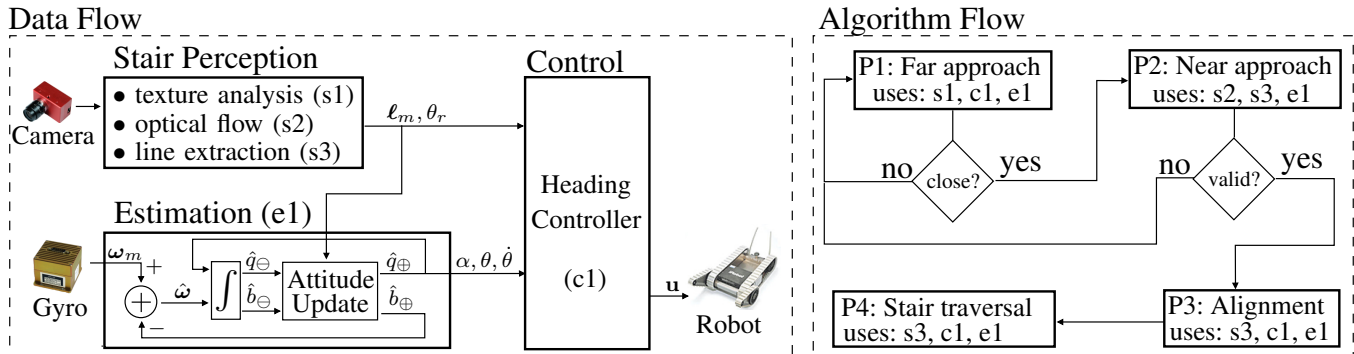 Data Flow
Stair Perception
• texture analysis (s1)
• optical flow (s2)
• line extraction (s3)
Camera
ℓ_m, θ_r
Control
Heading
Controller
(c1)
Estimation (e1)
ω_m
+
+
−
ω̂
∫
q̂⊖
b̂⊖
Attitude
Update
q̂⊕
b̂⊕
α, θ, θ̇
Gyro
u
Robot
Algorithm Flow
P1: Far approach
uses: s1, c1, e1
P2: Near approach
uses: s2, s3, e1
no
close?
yes
no
valid?
yes
P4: Stair traversal
uses: s3, c1, e1
P3: Alignment
uses: s3, c1, e1